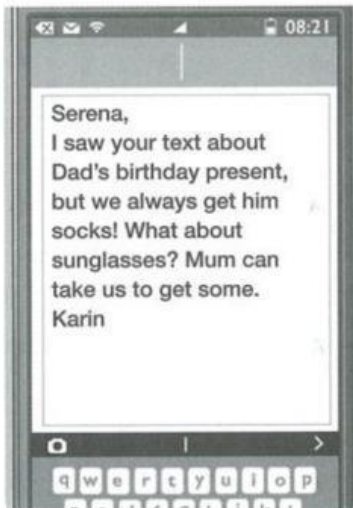 08:21
Serena,
I saw your text about
Dad's birthday present,
but we always get him
socks! What about
sunglasses? Mum can
take us to get some.
Karin
q w e r t y u i o p